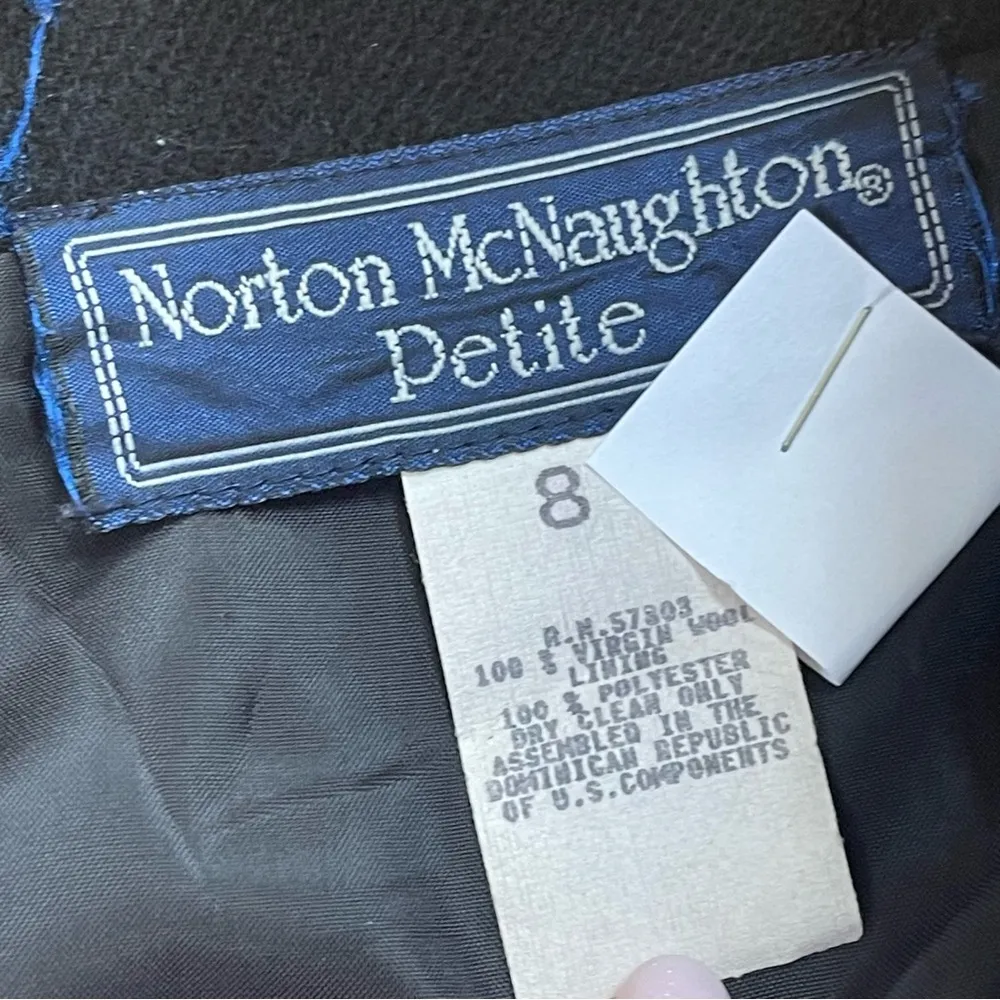 Norton McNaughton®
Petite
8
R.N.57803
100 % VIRGIN WOOL
LINING
100 % POLYESTER
DRY CLEAN ONLY
ASSEMBLED IN THE
DOMINICAN REPUBLIC
OF U.S.COMPONENTS